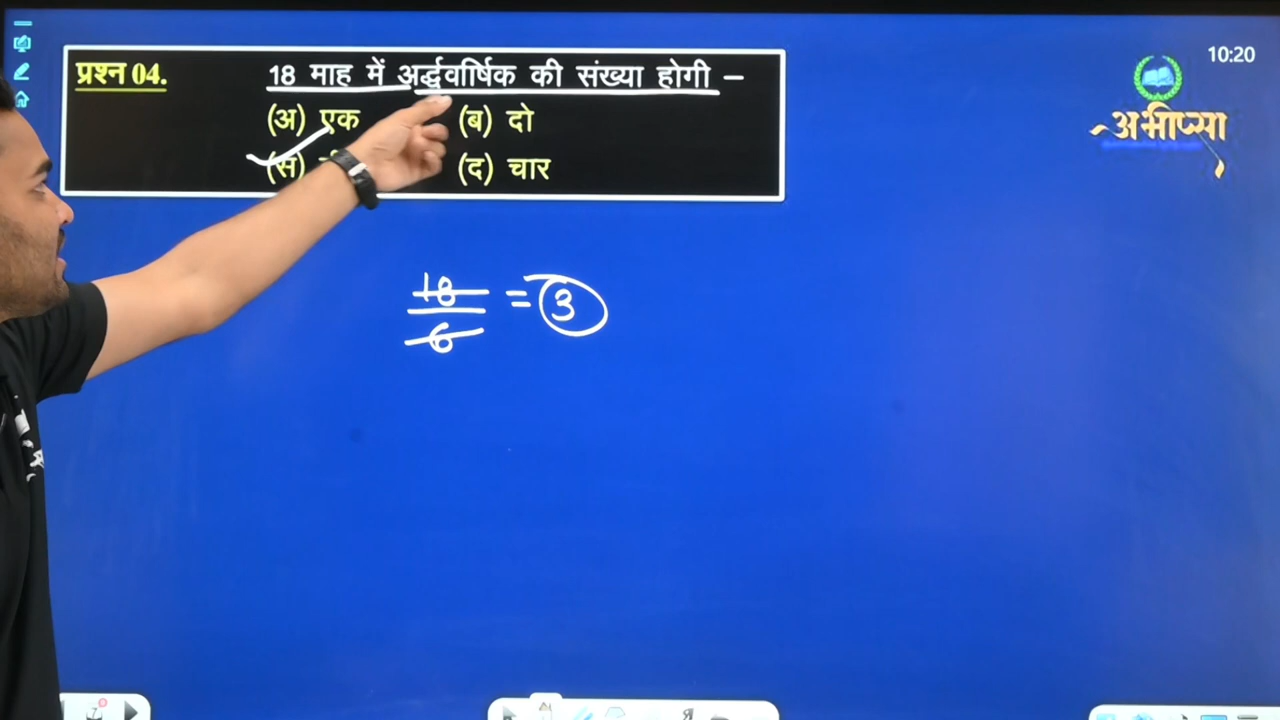 10:20
प्रश्न 04. 18 माह में अर्द्धवार्षिक की संख्या होगी –
(अ) एक (ब) दो
(स) (द) चार
अभीप्सा
18
6
= 3